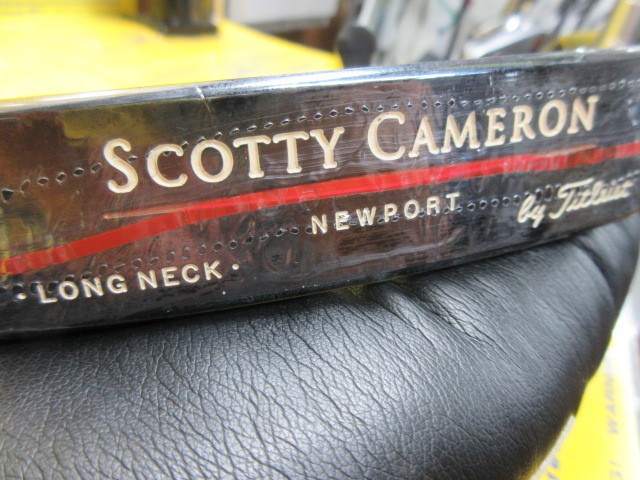 SCOTTY CAMERON
NEWPORT
by Titleist
· LONG NECK ·